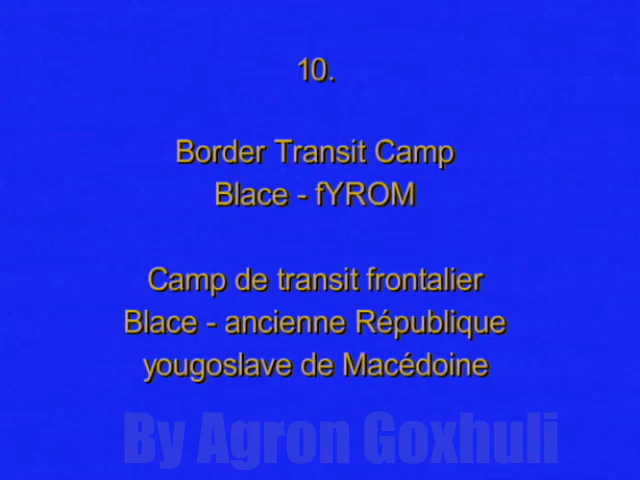 10.
Border Transit Camp
Blace - fYROM
Camp de transit frontalier
Blace - ancienne République
yougoslave de Macédoine
By Agron Goxhuli